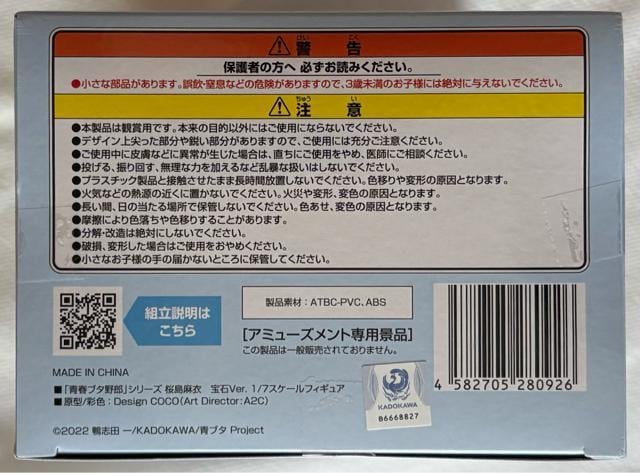 けい こく
⚠警 告
保護者の方へ 必ずお読みください。
●小さな部品があります。誤飲・窒息などの危険がありますので、3歳未満のお子様には絶対に与えないでください。
ちゅう い
⚠注 意
●本製品は観賞用です。本来の目的以外にはご使用にならないでください。
●デザイン上尖った部分や鋭い部分がありますので、ご使用には充分ご注意ください。
●ご使用中に皮膚などに異常が生じた場合は、直ちにご使用をやめ、医師にご相談ください。
●投げる、振り回す、無理な力を加えるなど乱暴な扱いはしないでください。
●プラスチック製品と接触させたまま長時間放置しないでください。色移りや変形の原因となります。
●火気などの熱源の近くに置かないでください。火災や変形、変色の原因となります。
●長い間、日の当たる場所で保管しないでください。色あせ、変色の原因となります。
●摩擦により色落ちや色移りすることがあります。
●分解・改造は絶対にしないでください。
●破損、変形した場合はご使用をおやめください。
●小さなお子様の手の届かないところに保管してください。
組立説明は
こちら
製品素材：ATBC-PVC、ABS
[アミューズメント専用景品]
この製品は一般販売されておりません。
MADE IN CHINA
■「青春ブタ野郎」シリーズ 桜島麻衣 宝石Ver. 1/7スケールフィギュア
■原型/彩色：Design COCO(Art Director:A2C)
©2022 鴨志田 一/KADOKAWA/青ブタ Project
KADOKAWA
B6668827
4 582705 280926